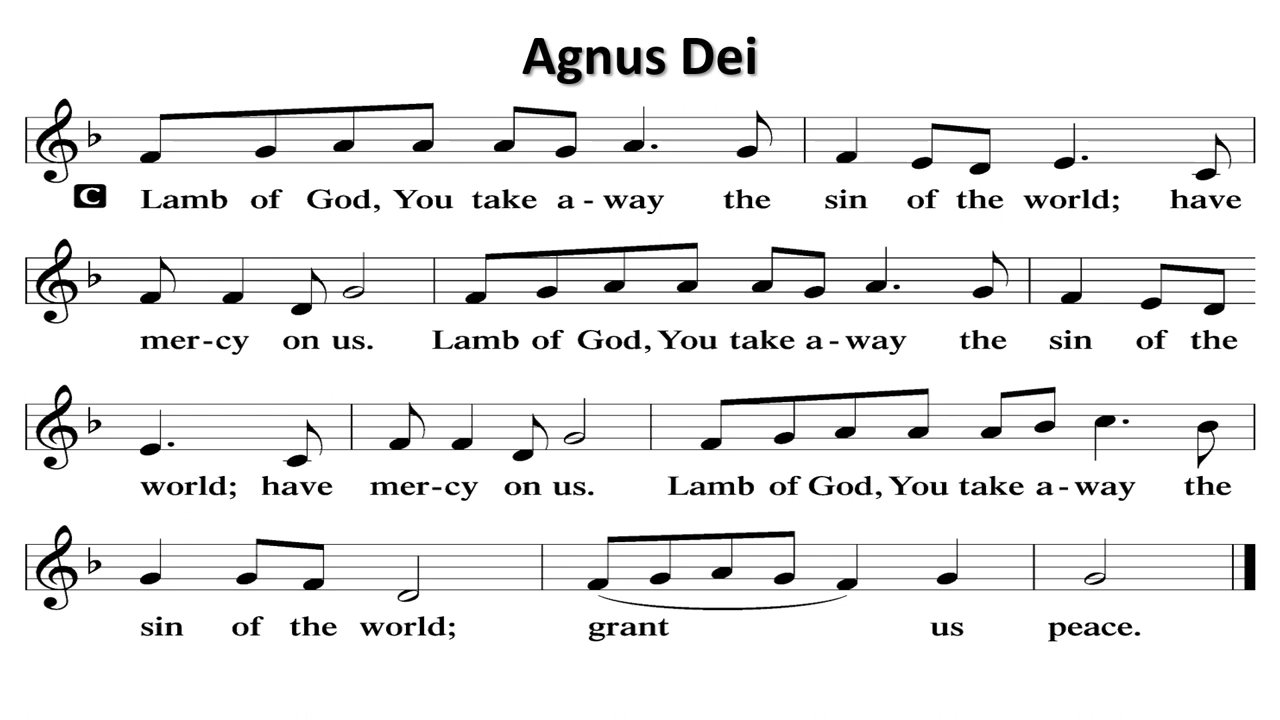 Agnus Dei
C Lamb of God, You take a - way the sin of the world; have
mer - cy on us. Lamb of God, You take a - way the sin of the
world; have mer - cy on us. Lamb of God, You take a - way the
sin of the world; grant us peace.